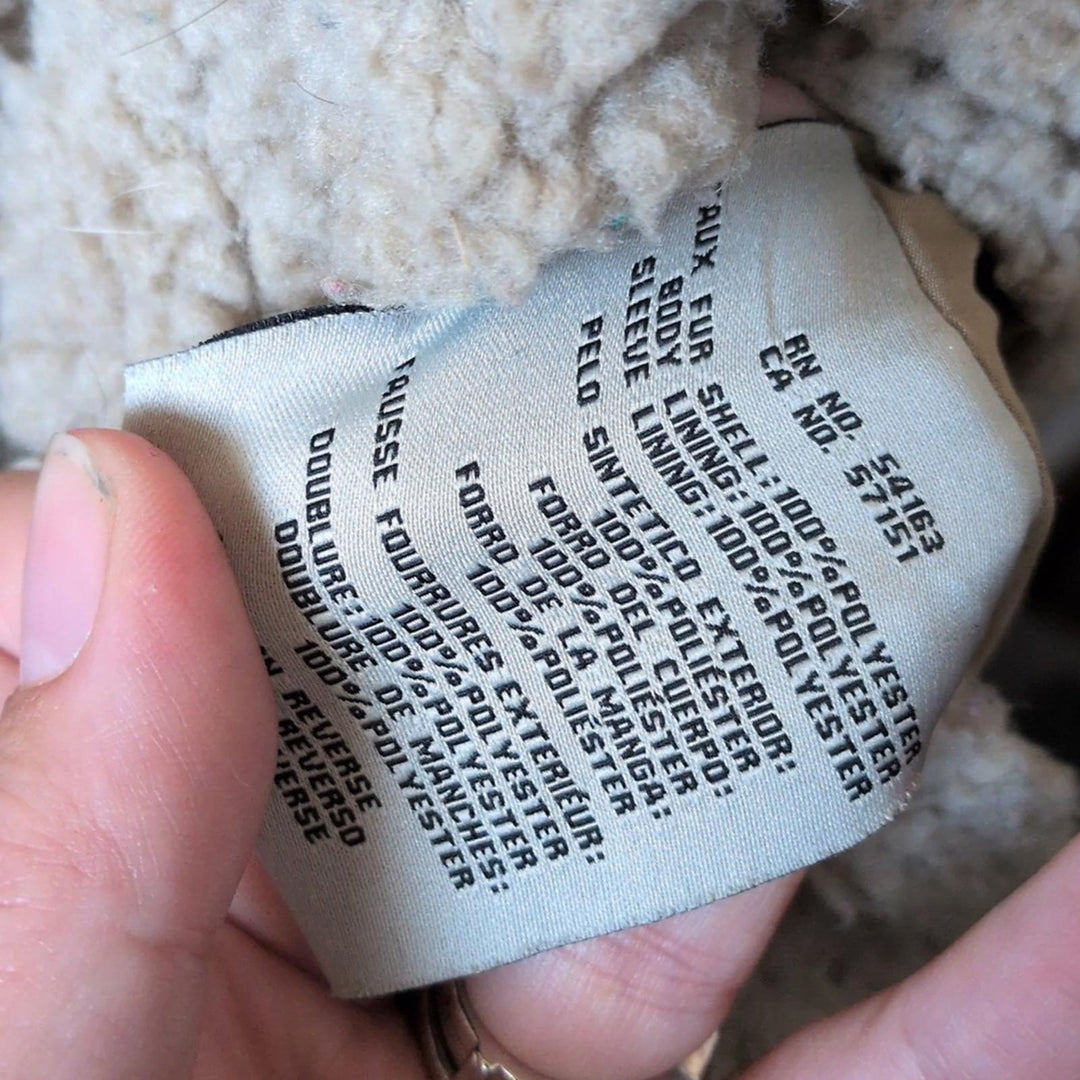 RN NO. 54163
CA NO. 57151
FAUX FUR SHELL:100%POLYESTER
BODY LINING:100%POLYESTER
SLEEVE LINING:100%POLYESTER
PELO SINTETICO EXTERIOR:
100%POLIÉSTER
FORRO DEL CUERPO:
100%POLIÉSTER
FORRO DE LA MANGA:
100%POLIÉSTER
FAUSSE FOURRURES EXTERIÉUR:
100%POLYESTER
DOUBLURE:100%POLYESTER
DOUBLURE DE MANCHES:
100%POLYESTER
REVERSE
REVERSO